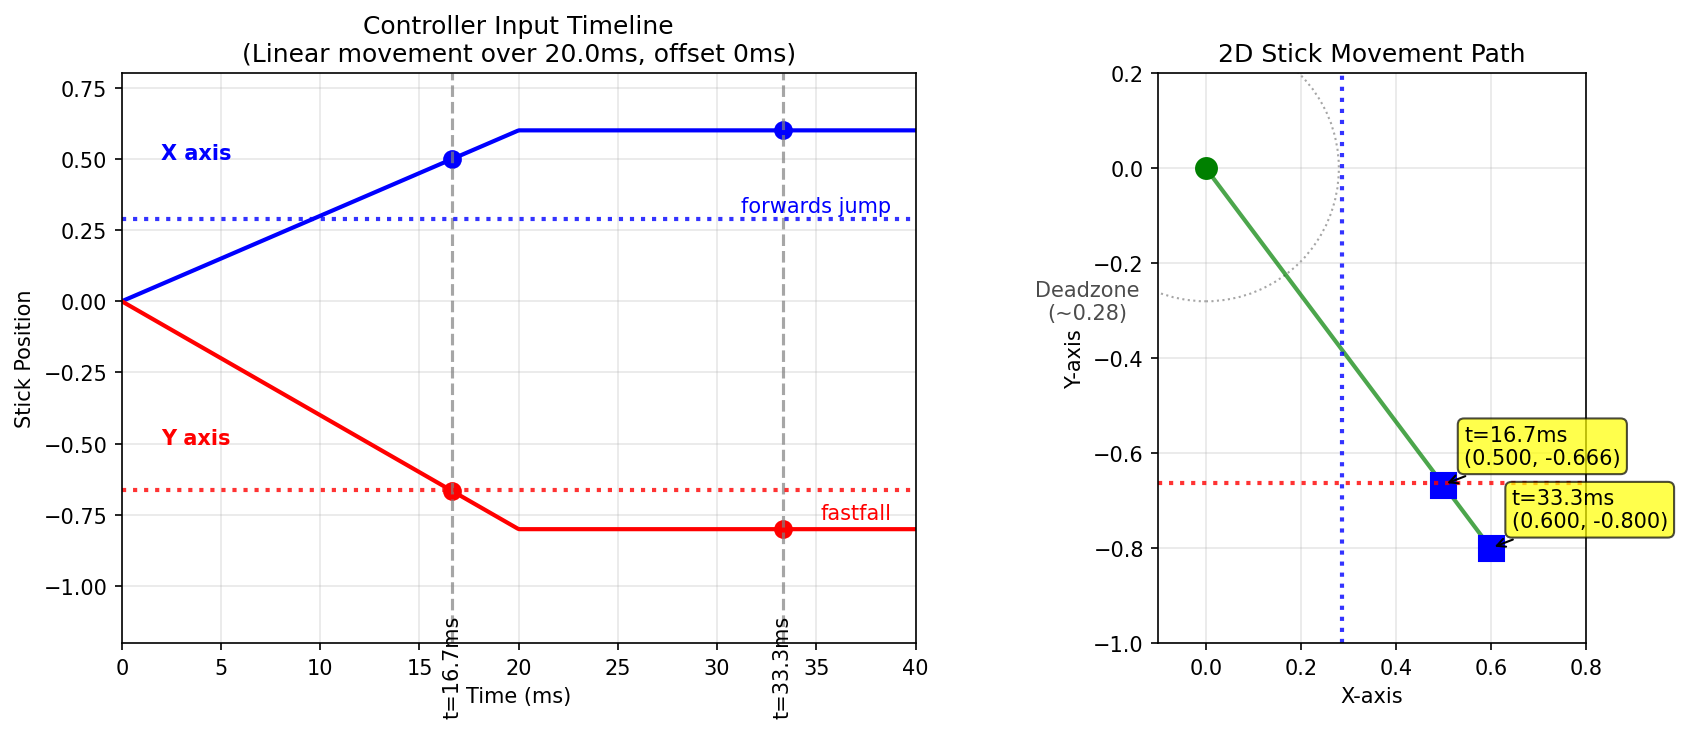 Controller Input Timeline
(Linear movement over 20.0ms, offset 0ms)
0.75
0.50
0.25
0.00
−0.25
−0.50
−0.75
−1.00
Stick Position
X axis
forwards jump
Y axis
fastfall
0 5 10 15 20 25 30 35 40
t=16.7ms
t=33.3ms
Time (ms)
2D Stick Movement Path
0.2
0.0
−0.2
−0.4
−0.6
−0.8
−1.0
Deadzone
(~0.28)
Y-axis
t=16.7ms
(0.500, -0.666)
t=33.3ms
(0.600, -0.800)
0.0 0.2 0.4 0.6 0.8
X-axis